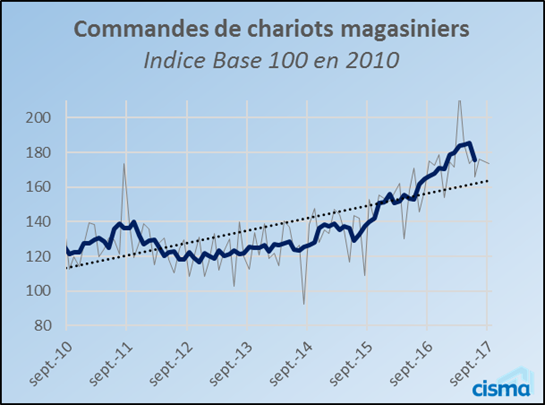 Commandes de chariots magasiniers
Indice Base 100 en 2010
200
180
160
140
120
100
80
sept.-10
sept.-11
sept.-12
sept.-13
sept.-14
sept.-15
sept.-16
sept.-17
cisma